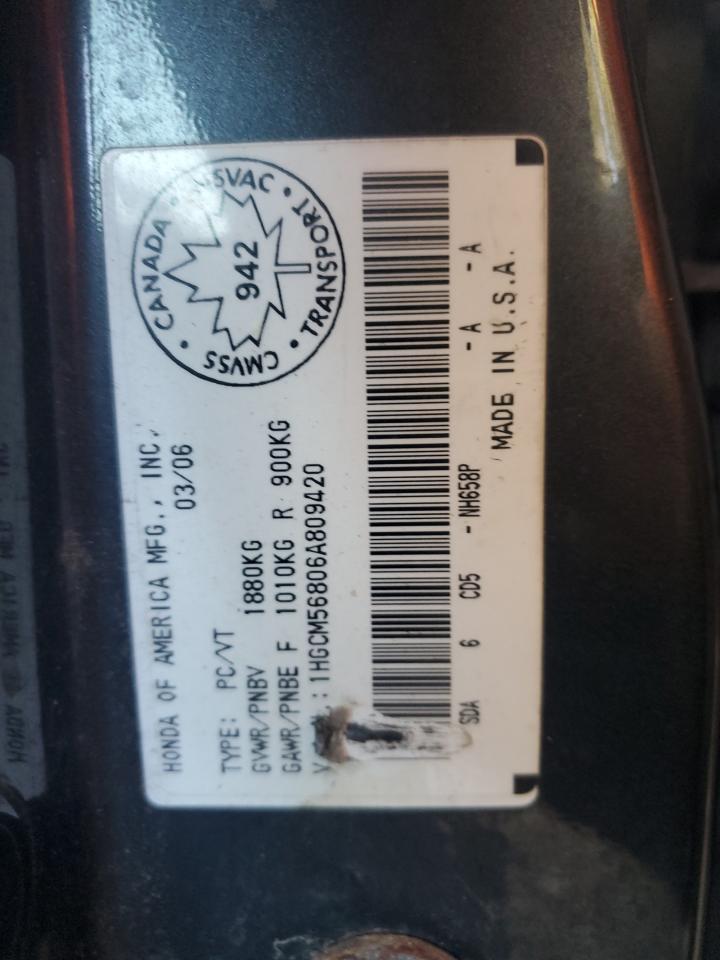 HONDA OF AMERICA MFG., INC.
03/06
TYPE: PC/VT
GVWR/PNBV 1880KG
GAWR/PNBE F 1010KG R 900KG
V :1HGCM56806A809420
SDA 6 CD5 - NH658P - A - A
MADE IN U.S.A.
CANADA • CSVAC • TRANSPORT • CMVSS •
942